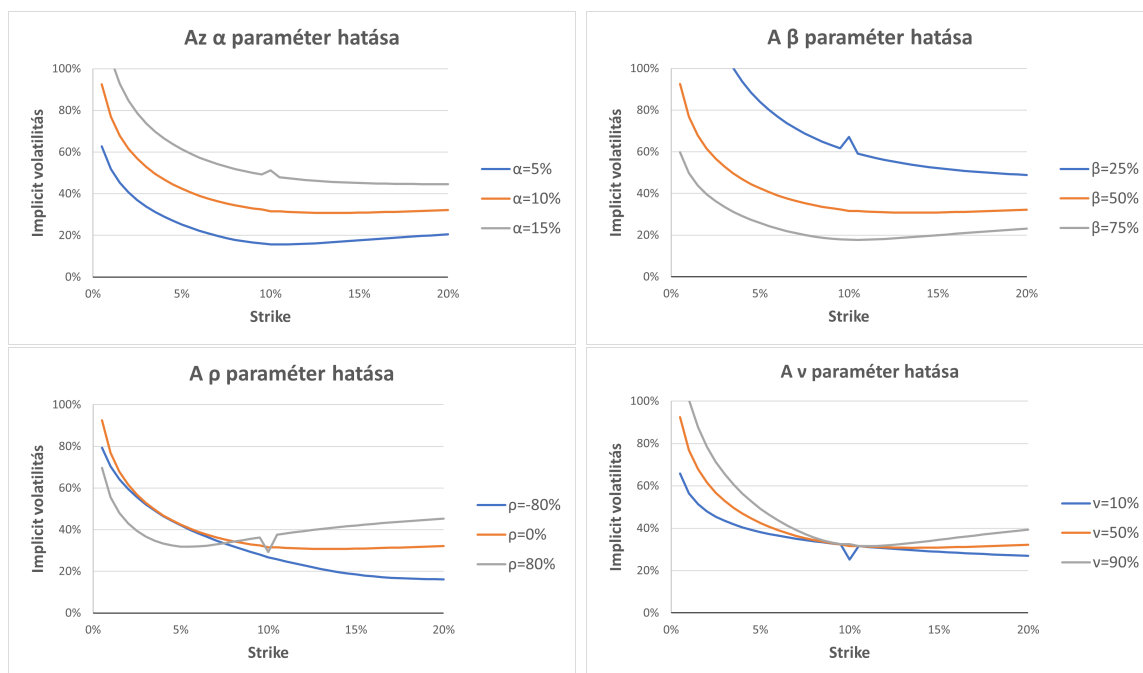 Az α paraméter hatása
Implicit volatilitás
100%
80%
60%
40%
20%
0%
0%
5%
10%
15%
20%
Strike
α=5%
α=10%
α=15%
A β paraméter hatása
Implicit volatilitás
100%
80%
60%
40%
20%
0%
0%
5%
10%
15%
20%
Strike
β=25%
β=50%
β=75%
A ρ paraméter hatása
Implicit volatilitás
100%
80%
60%
40%
20%
0%
0%
5%
10%
15%
20%
Strike
ρ=-80%
ρ=0%
ρ=80%
A ν paraméter hatása
Implicit volatilitás
100%
80%
60%
40%
20%
0%
0%
5%
10%
15%
20%
Strike
ν=10%
ν=50%
ν=90%